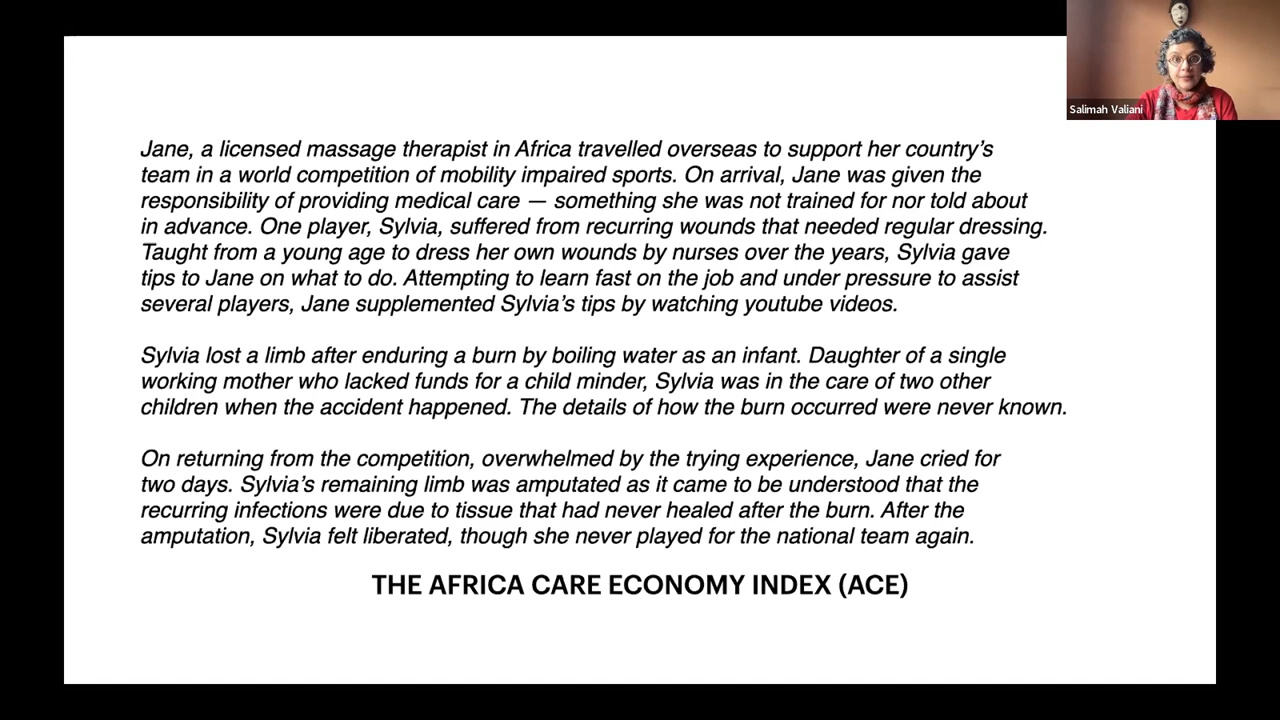 Salimah Valiani
Jane, a licensed massage therapist in Africa travelled overseas to support her country's
team in a world competition of mobility impaired sports. On arrival, Jane was given the
responsibility of providing medical care — something she was not trained for nor told about
in advance. One player, Sylvia, suffered from recurring wounds that needed regular dressing.
Taught from a young age to dress her own wounds by nurses over the years, Sylvia gave
tips to Jane on what to do. Attempting to learn fast on the job and under pressure to assist
several players, Jane supplemented Sylvia's tips by watching youtube videos.
Sylvia lost a limb after enduring a burn by boiling water as an infant. Daughter of a single
working mother who lacked funds for a child minder, Sylvia was in the care of two other
children when the accident happened. The details of how the burn occurred were never known.
On returning from the competition, overwhelmed by the trying experience, Jane cried for
two days. Sylvia's remaining limb was amputated as it came to be understood that the
recurring infections were due to tissue that had never healed after the burn. After the
amputation, Sylvia felt liberated, though she never played for the national team again.
THE AFRICA CARE ECONOMY INDEX (ACE)